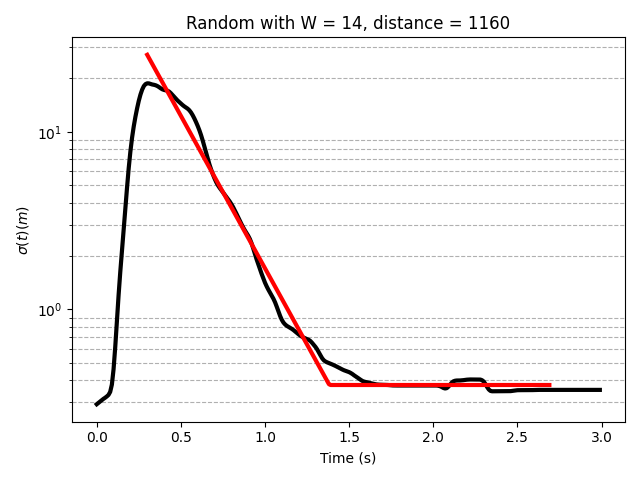 Random with W = 14, distance = 1160
σ(t)(m)
10¹
10⁰
0.0 0.5 1.0 1.5 2.0 2.5 3.0
Time (s)